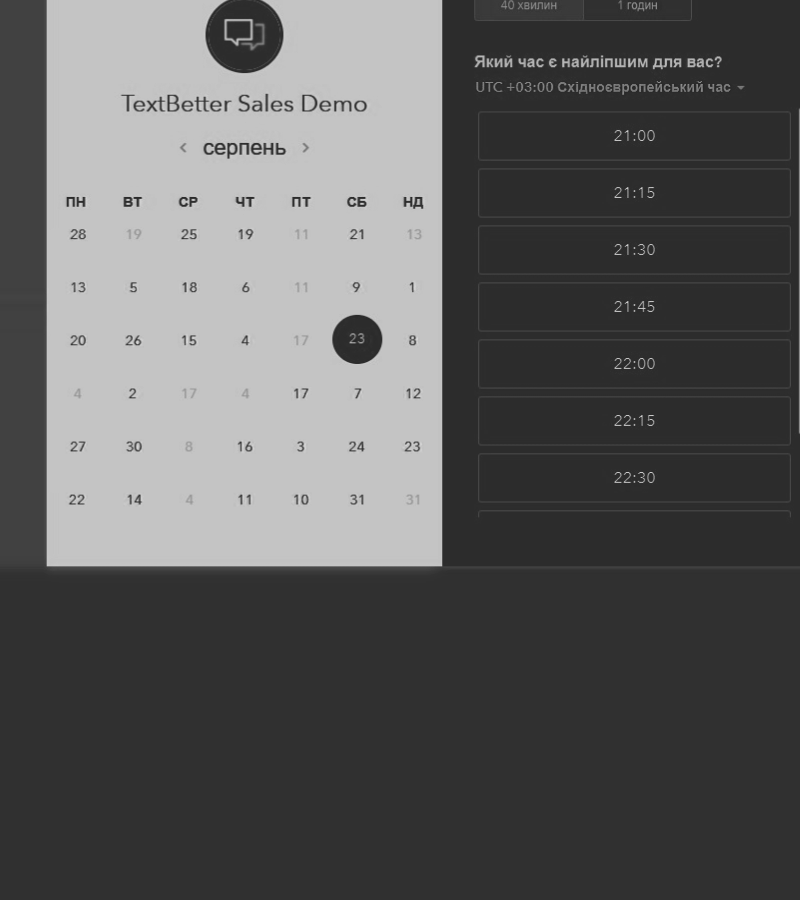 TextBetter Sales Demo
‹ серпень ›
ПН ВТ СР ЧТ ПТ СБ НД
28 19 25 19 11 21 13
13 5 18 6 11 9 1
20 26 15 4 17 23 8
4 2 17 4 17 7 12
27 30 8 16 3 24 23
22 14 4 11 10 31 31
40 хвилин 1 годин
Який час є найліпшим для вас?
UTC +03:00 Східноєвропейський час
21:00
21:15
21:30
21:45
22:00
22:15
22:30